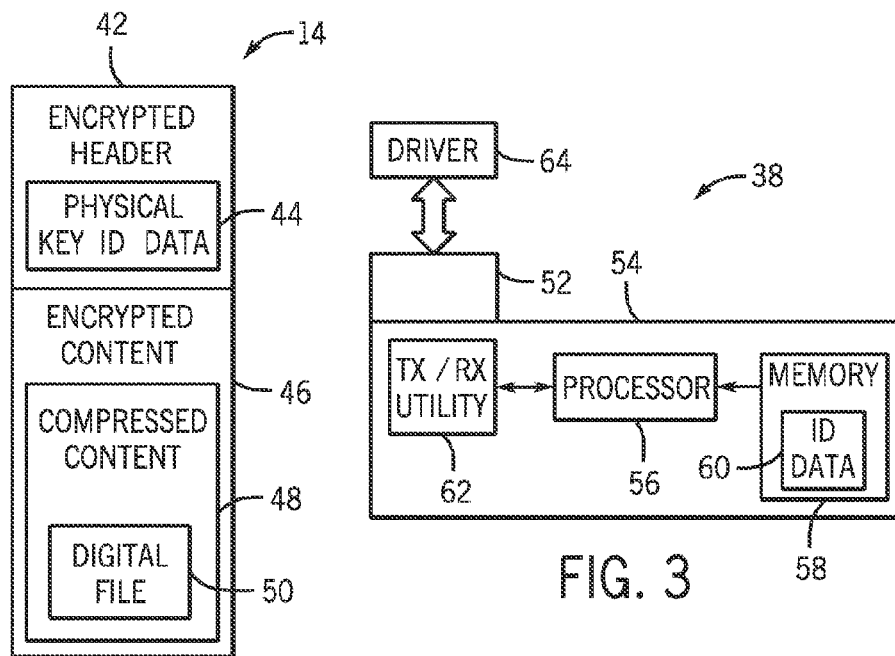 42
14
ENCRYPTED
HEADER
PHYSICAL
KEY ID DATA
44
ENCRYPTED
CONTENT
46
COMPRESSED
CONTENT
48
DIGITAL
FILE
50
DRIVER
64
38
52
54
TX / RX
UTILITY
62
PROCESSOR
56
MEMORY
60
ID
DATA
58
FIG. 3